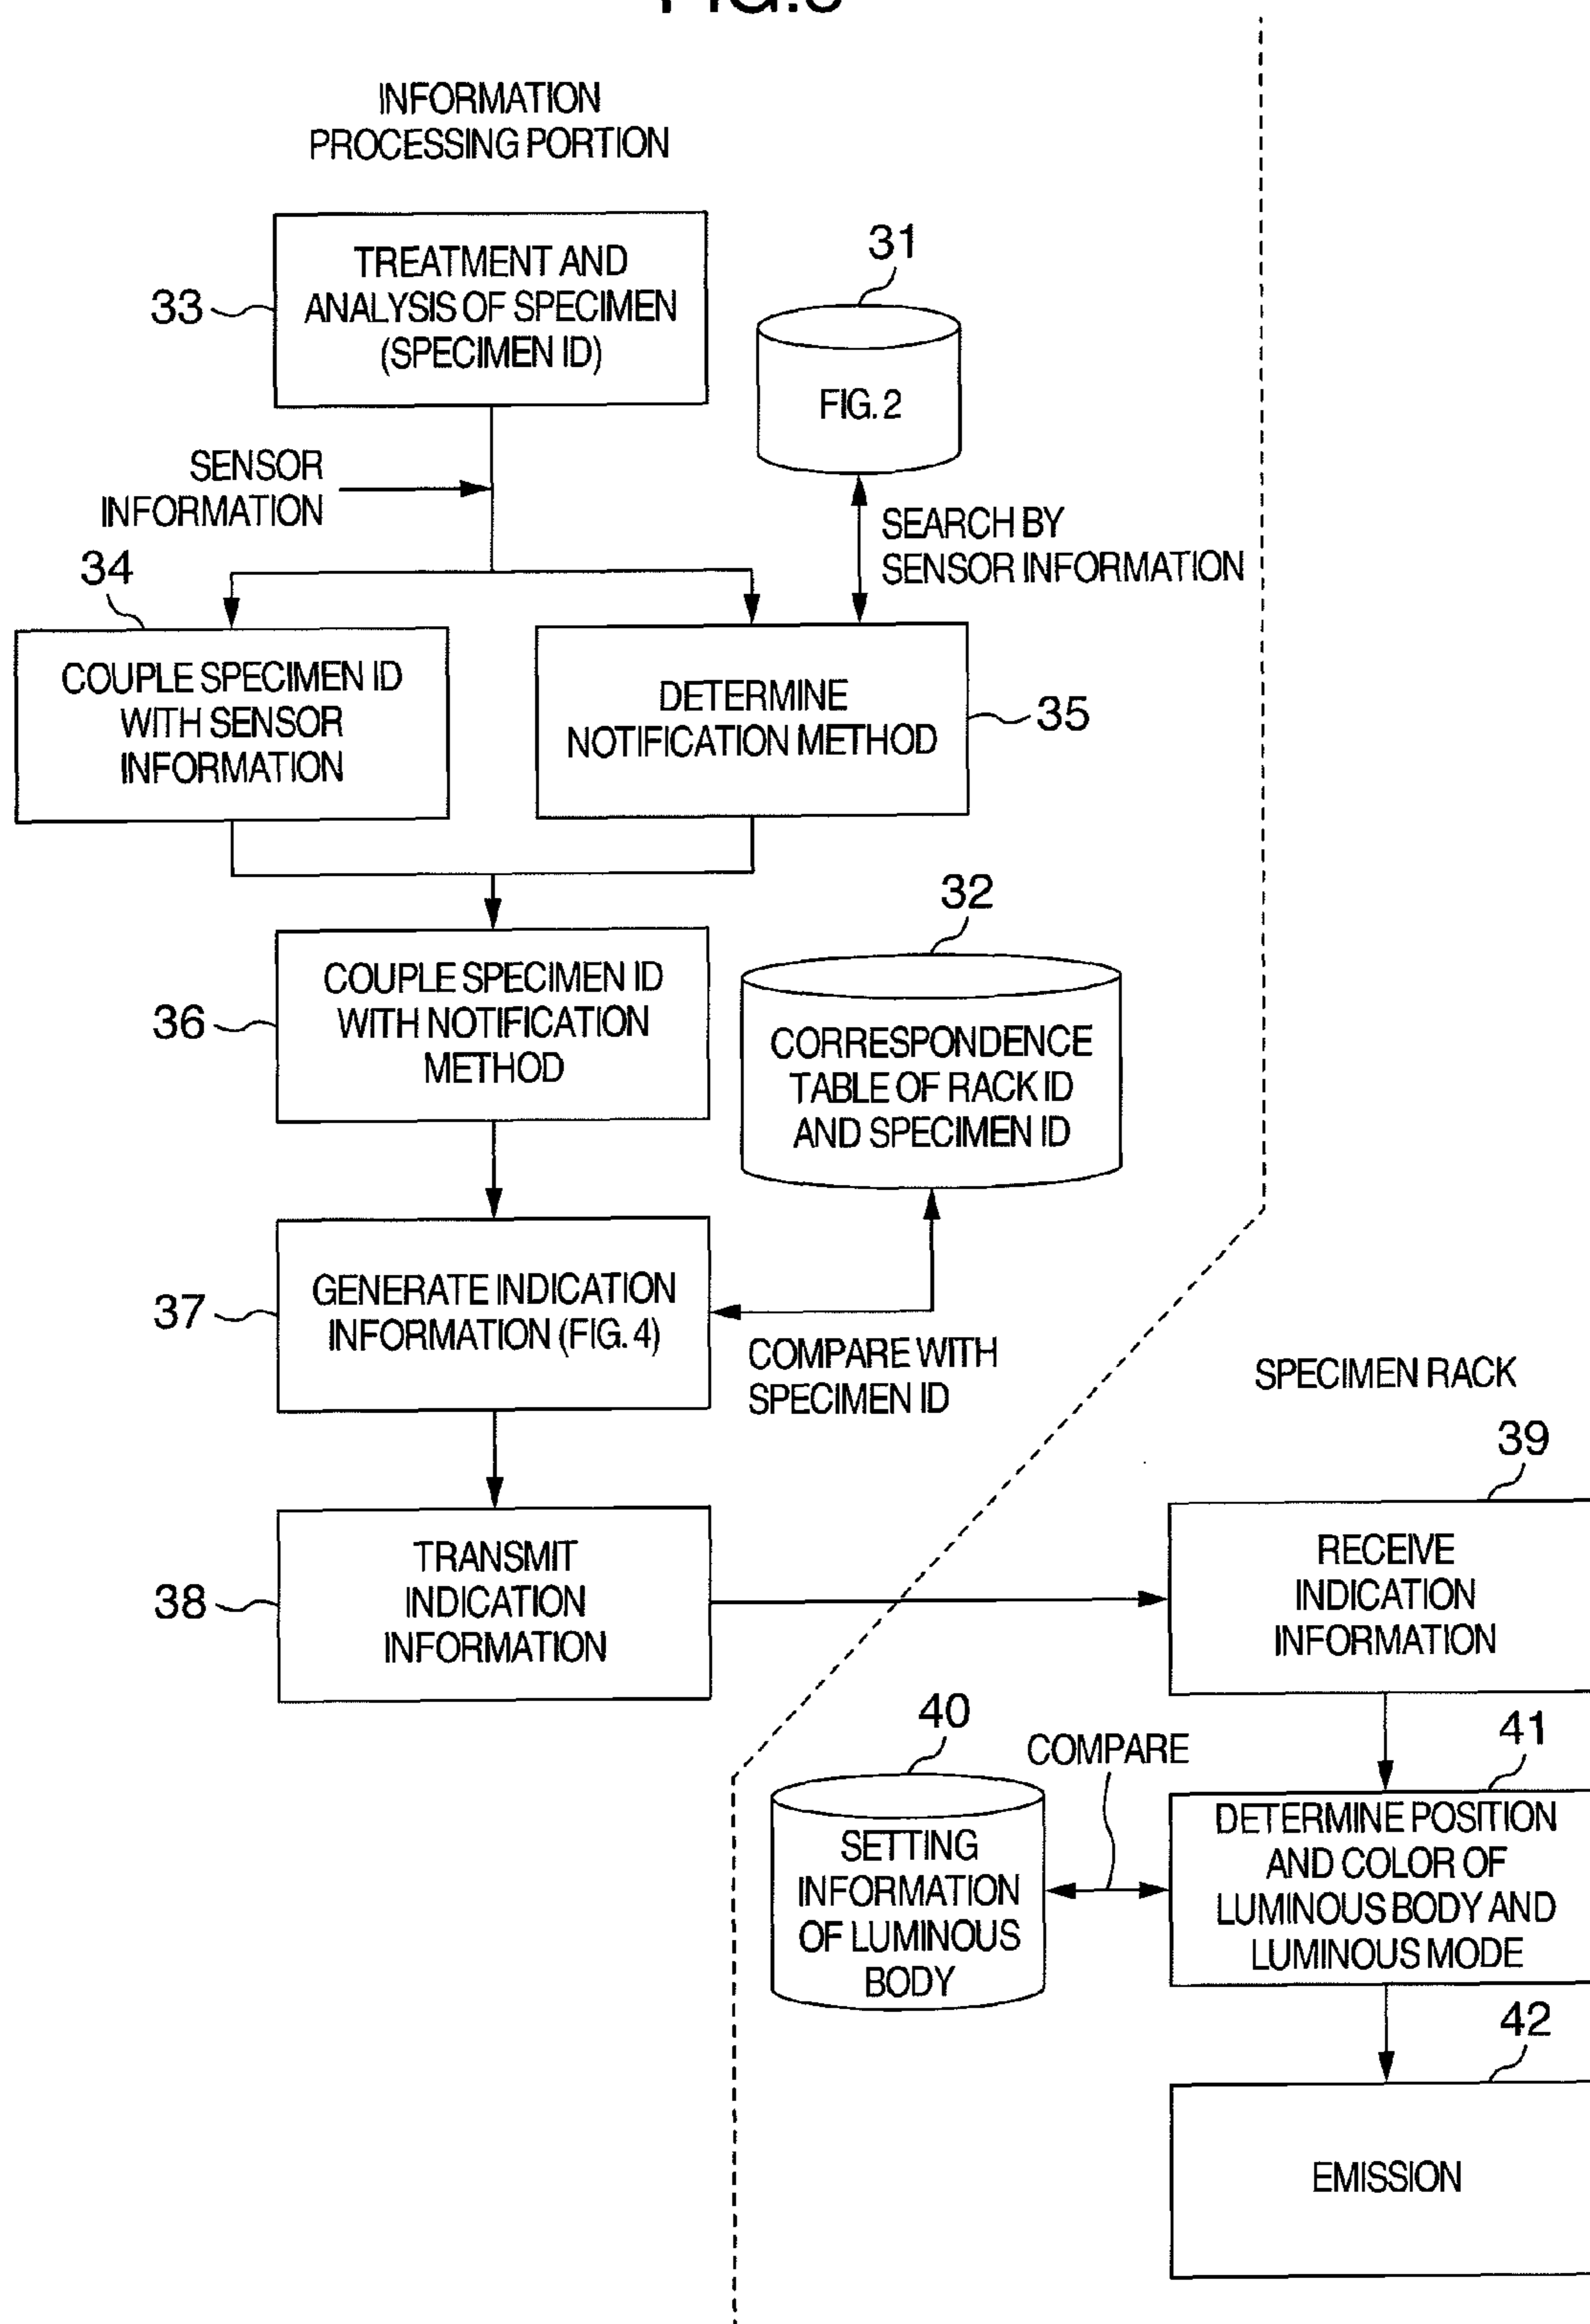 INFORMATION
PROCESSING PORTION
TREATMENT AND
ANALYSIS OF SPECIMEN
(SPECIMEN ID)
33
31
FIG. 2
SENSOR
INFORMATION
SEARCH BY
SENSOR INFORMATION
34
COUPLE SPECIMEN ID
WITH SENSOR
INFORMATION
DETERMINE
NOTIFICATION METHOD
35
32
COUPLE SPECIMEN ID
WITH NOTIFICATION
METHOD
36
CORRESPONDENCE
TABLE OF RACK ID
AND SPECIMEN ID
GENERATE INDICATION
INFORMATION (FIG. 4)
37
COMPARE WITH
SPECIMEN ID
SPECIMEN RACK
39
TRANSMIT
INDICATION
INFORMATION
38
RECEIVE
INDICATION
INFORMATION
40
COMPARE
41
SETTING
INFORMATION
OF LUMINOUS
BODY
DETERMINE POSITION
AND COLOR OF
LUMINOUS BODY AND
LUMINOUS MODE
42
EMISSION